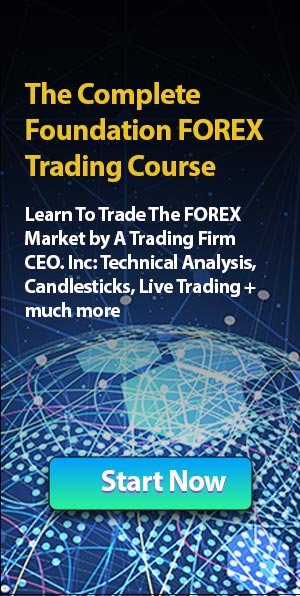 The Complete
Foundation FOREX
Trading Course
Learn To Trade The FOREX
Market by A Trading Firm
CEO. Inc: Technical Analysis,
Candlesticks, Live Trading +
much more
Start Now